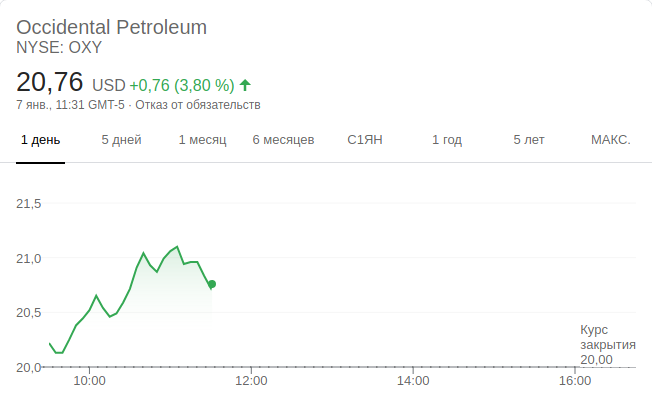 Occidental Petroleum
NYSE: OXY
20,76 USD +0,76 (3,80 %)
7 янв., 11:31 GMT-5 · Отказ от обязательств
1 день 5 дней 1 месяц 6 месяцев С1ЯН 1 год 5 лет МАКС.
21,5
21,0
20,5
Курс
закрытия
20,00
20,0
10:00 12:00 14:00 16:00